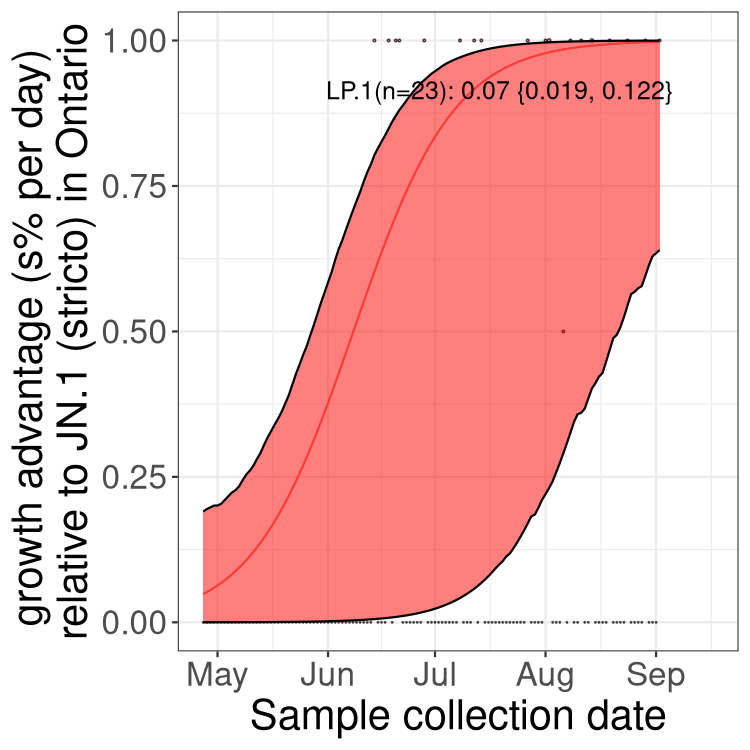 growth advantage (s% per day)
relative to JN.1 (stricto) in Ontario
1.00
0.75
0.50
0.25
0.00
LP.1(n=23): 0.07 {0.019, 0.122}
May Jun Jul Aug Sep
Sample collection date